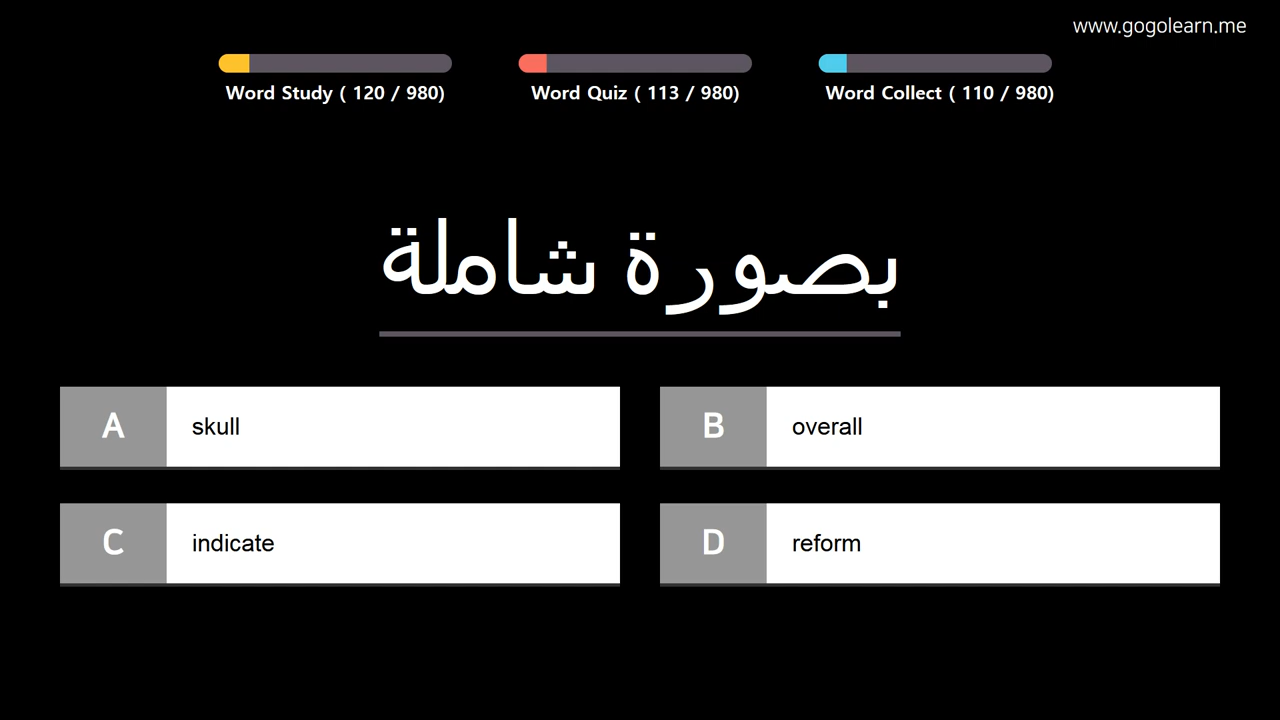 www.gogolearn.me
Word Study ( 120 / 980)
Word Quiz ( 113 / 980)
Word Collect ( 110 / 980)
بصورة شاملة
A skull
B overall
C indicate
D reform